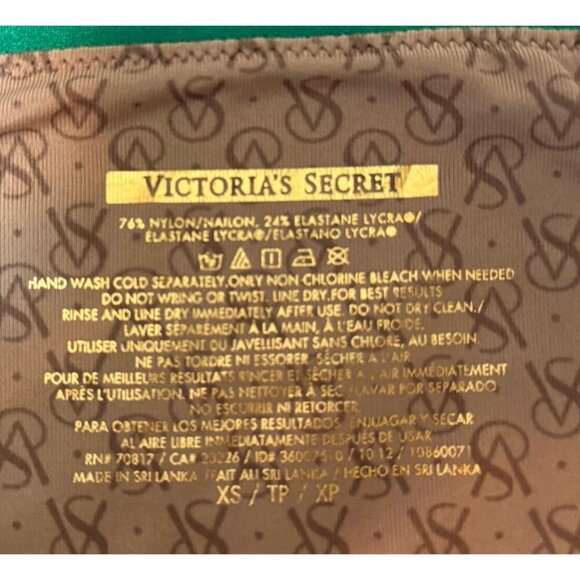 VICTORIA'S SECRET
76% NYLON/NAILON, 24% ELASTANE LYCRA®/
ELASTANE LYCRA®/ELASTANO LYCRA®
HAND WASH COLD SEPARATELY.ONLY NON-CHLORINE BLEACH WHEN NEEDED
DO NOT WRING OR TWIST. LINE DRY.FOR BEST RESULTS
RINSE AND LINE DRY IMMEDIATELY AFTER USE. DO NOT DRY CLEAN./
LAVER SEPARÉMENT À LA MAIN, À L'EAU FROIDE.
UTILISER UNIQUEMENT DU JAVELLISANT SANS CHLORE, AU BESOIN
NE PAS TORDRE NI ESSORER. SÉCHER À L'AIR
POUR DE MEILLEURS RÉSULTATS RINCER ET SÉCHER À L'AIR IMMÉDIATEMENT
APRÈS L'UTILISATION. NE PAS NETTOYER À SEC /LAVAR POR SEPARADO
NO ESCURRIR NI RETORCER.
PARA OBTENER LOS MEJORES RESULTADOS, ENJUAGAR Y SECAR
AL AIRE LIBRE INMEDIATAMENTE DESPUÉS DE USAR
RN# 70817 / CA# 23226 / ID# / 10 12 / 10860071
MADE IN SRI LANKA /FAIT AU SRI LANKA / HECHO EN SRI LANKA
XS / TP / XP